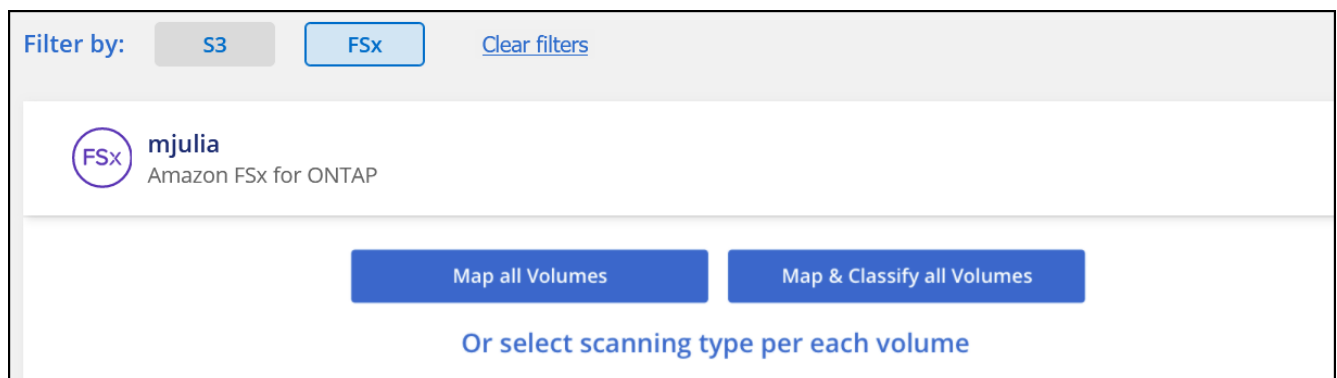 Filter by: S3 FSx Clear filters
FSx mjulia
Amazon FSx for ONTAP
Map all Volumes Map & Classify all Volumes
Or select scanning type per each volume